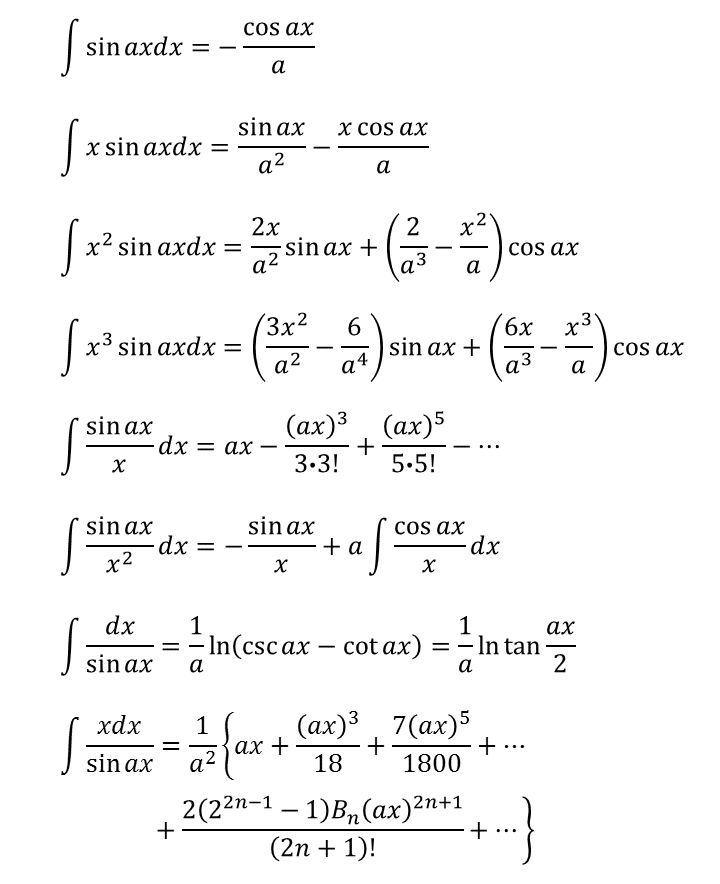 ∫ sin ax dx = − cos ax / a
∫ x sin ax dx = sin ax / a² − x cos ax / a
∫ x² sin ax dx = (2x / a²) sin ax + (2 / a³ − x² / a) cos ax
∫ x³ sin ax dx = (3x² / a² − 6 / a⁴) sin ax + (6x / a³ − x³ / a) cos ax
∫ (sin ax / x) dx = ax − (ax)³ / 3·3! + (ax)⁵ / 5·5! − ⋯
∫ (sin ax / x²) dx = − sin ax / x + a ∫ (cos ax / x) dx
∫ dx / sin ax = (1 / a) ln(csc ax − cot ax) = (1 / a) ln tan (ax / 2)
∫ xdx / sin ax = (1 / a²) { ax + (ax)³ / 18 + 7(ax)⁵ / 1800 + ⋯
+ 2(2²ⁿ⁻¹ − 1)Bₙ(ax)²ⁿ⁺¹ / (2n + 1)! + ⋯ }